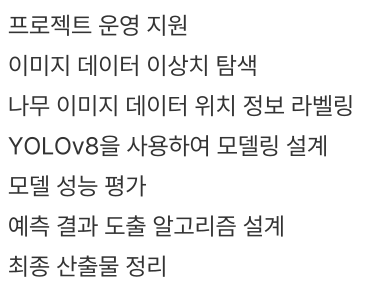 프로젝트 운영 지원
이미지 데이터 이상치 탐색
나무 이미지 데이터 위치 정보 라벨링
YOLOv8을 사용하여 모델링 설계
모델 성능 평가
예측 결과 도출 알고리즘 설계
최종 산출물 정리